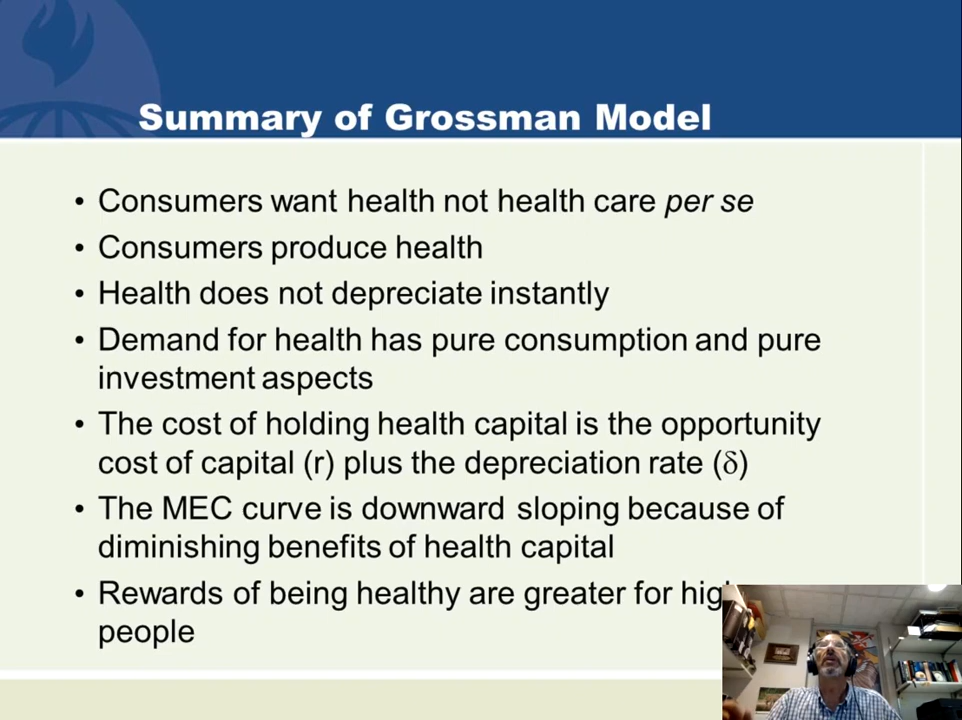 Summary of Grossman Model
• Consumers want health not health care per se
• Consumers produce health
• Health does not depreciate instantly
• Demand for health has pure consumption and pure
investment aspects
• The cost of holding health capital is the opportunity
cost of capital (r) plus the depreciation rate (δ)
• The MEC curve is downward sloping because of
diminishing benefits of health capital
• Rewards of being healthy are greater for
people